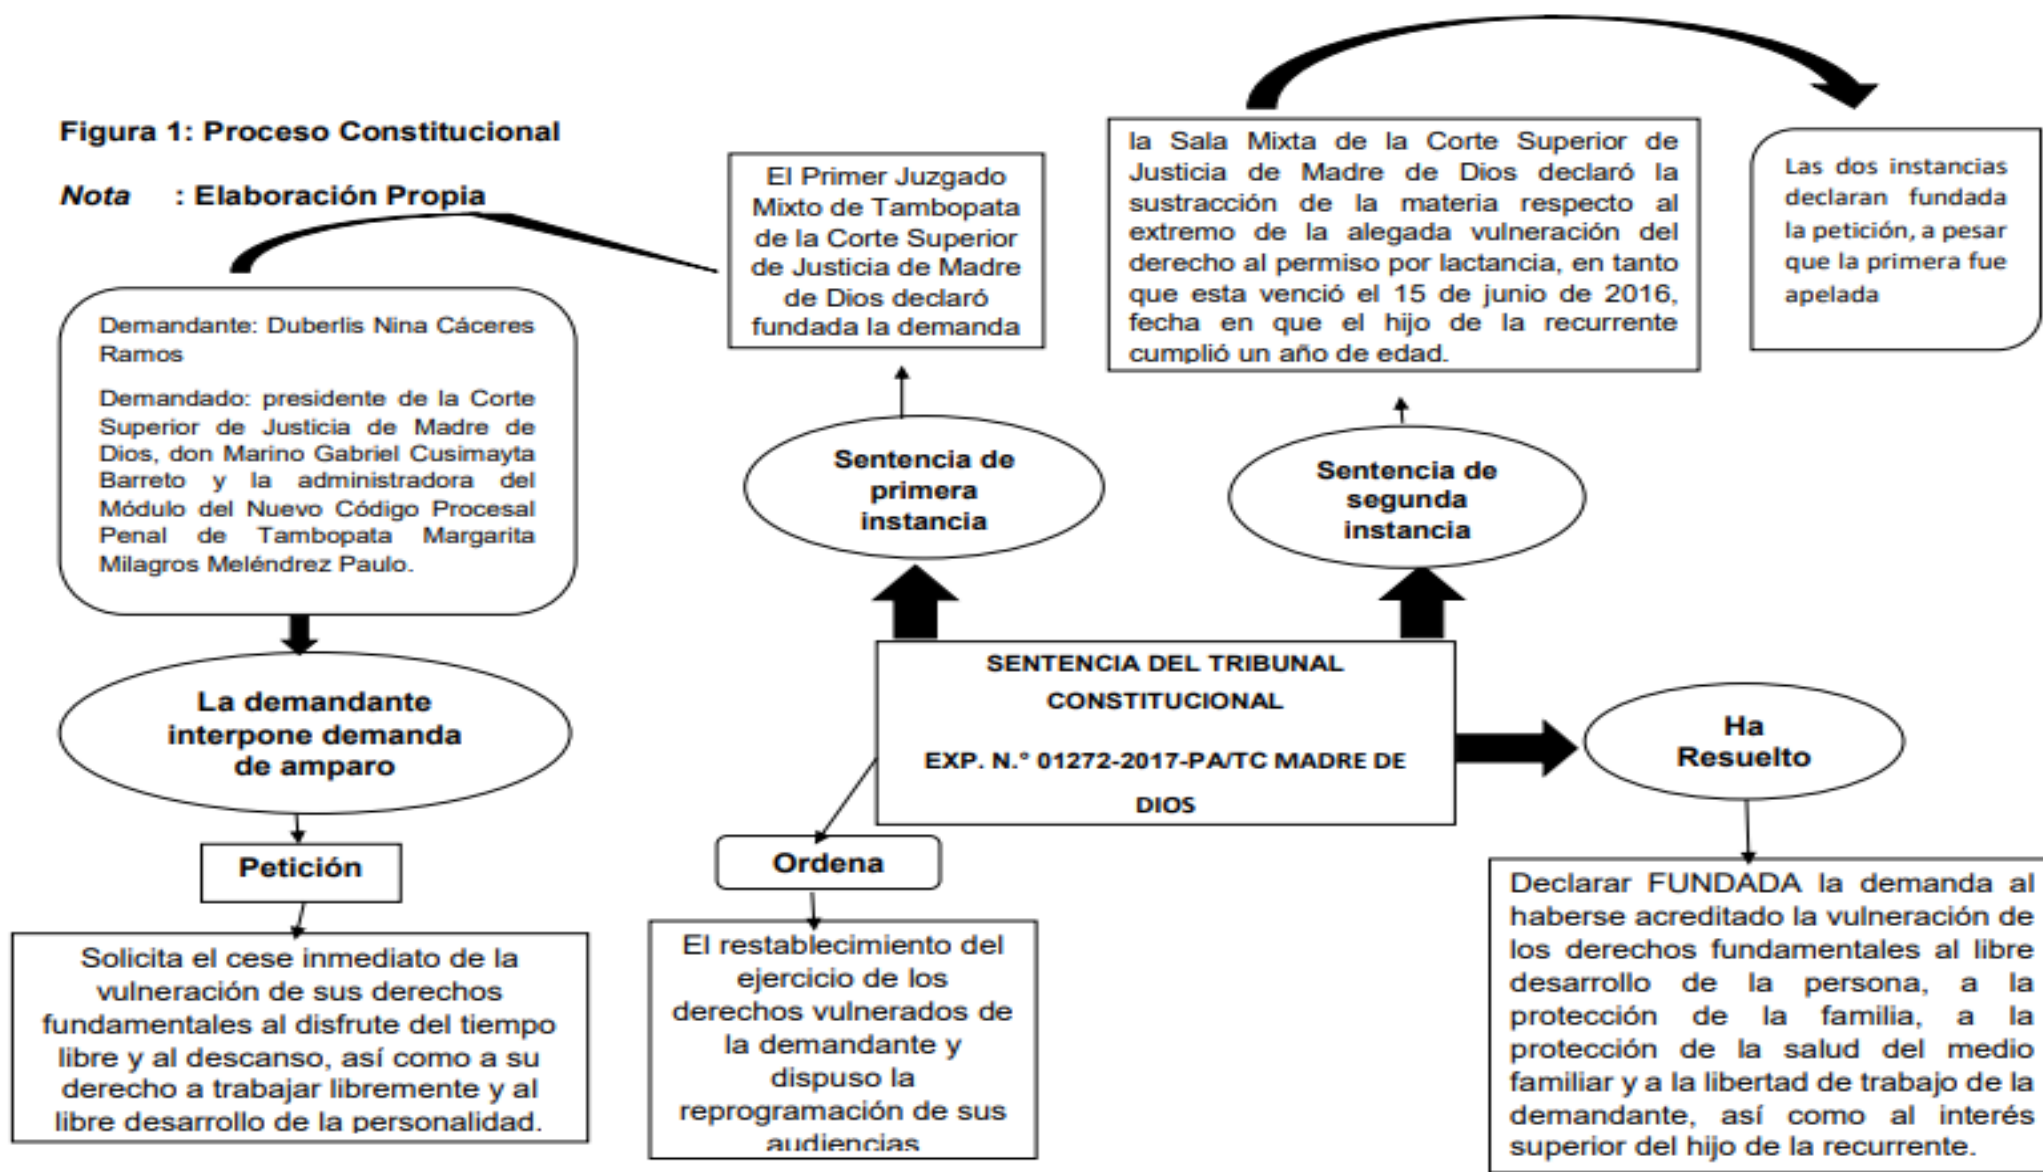 Figura 1: Proceso Constitucional
Nota : Elaboración Propia
Demandante: Duberlis Nina Cáceres
Ramos
Demandado: presidente de la Corte
Superior de Justicia de Madre de
Dios, don Marino Gabriel Cusimayta
Barreto y la administradora del
Módulo del Nuevo Código Procesal
Penal de Tambopata Margarita
Milagros Meléndrez Paulo.
La demandante
interpone demanda
de amparo
Petición
Solicita el cese inmediato de la
vulneración de sus derechos
fundamentales al disfrute del tiempo
libre y al descanso, así como a su
derecho a trabajar libremente y al
libre desarrollo de la personalidad.
El Primer Juzgado
Mixto de Tambopata
de la Corte Superior
de Justicia de Madre
de Dios declaró
fundada la demanda
Sentencia de
primera
instancia
la Sala Mixta de la Corte Superior de
Justicia de Madre de Dios declaró la
sustracción de la materia respecto al
extremo de la alegada vulneración del
derecho al permiso por lactancia, en tanto
que esta venció el 15 de junio de 2016,
fecha en que el hijo de la recurrente
cumplió un año de edad.
Sentencia de
segunda
instancia
Las dos instancias
declaran fundada
la petición, a pesar
que la primera fue
apelada
SENTENCIA DEL TRIBUNAL
CONSTITUCIONAL
EXP. N.° 01272-2017-PA/TC MADRE DE
DIOS
Ordena
El restablecimiento del
ejercicio de los
derechos vulnerados de
la demandante y
dispuso la
reprogramación de sus
audiencias
Ha
Resuelto
Declarar FUNDADA la demanda al
haberse acreditado la vulneración de
los derechos fundamentales al libre
desarrollo de la persona, a la
protección de la familia, a la
protección de la salud del medio
familiar y a la libertad de trabajo de la
demandante, así como al interés
superior del hijo de la recurrente.